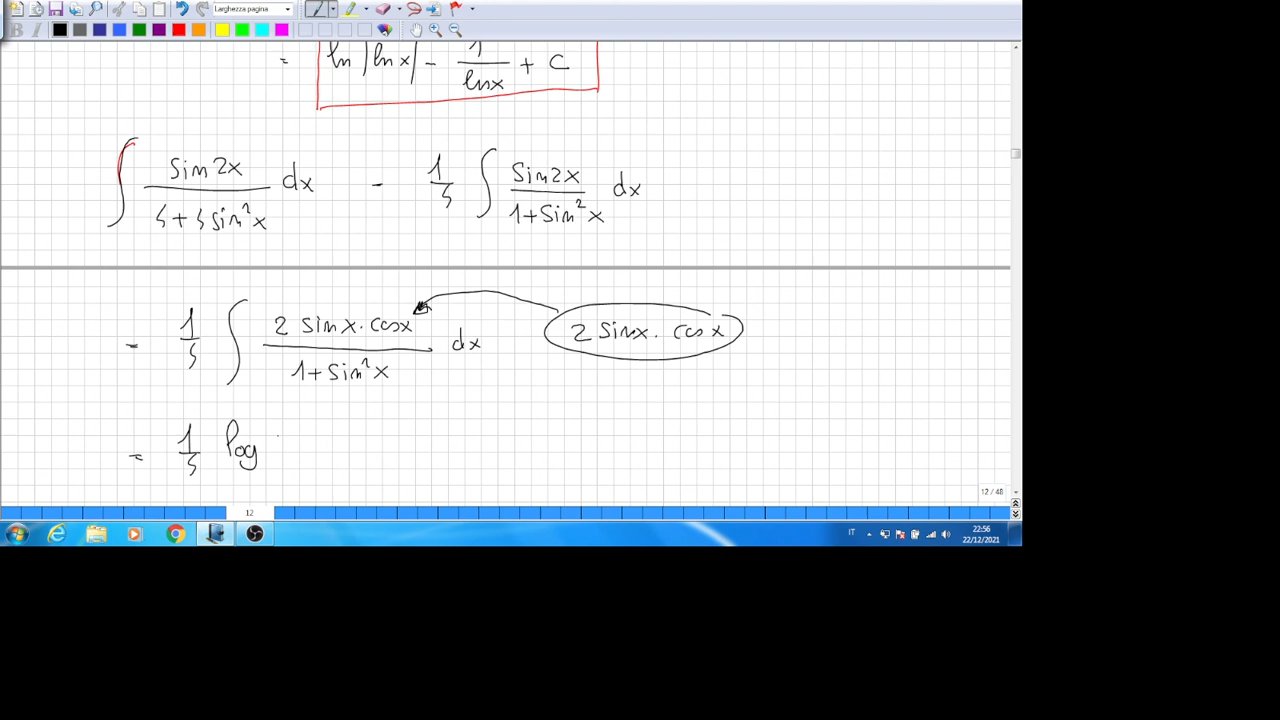 Larghezza pagina
= ln |ln x| - 1/ln x + C
∫ Sin2x / (5 + 5 Sin²x) dx - 1/5 ∫ Sin2x / (1 + Sin²x) dx
= 1/5 ∫ 2 Sinx · Cosx / (1 + Sin²x) dx 2 Sinx · Cosx
= 1/5 log
12 / 48
12
IT 22:56
22/12/2021